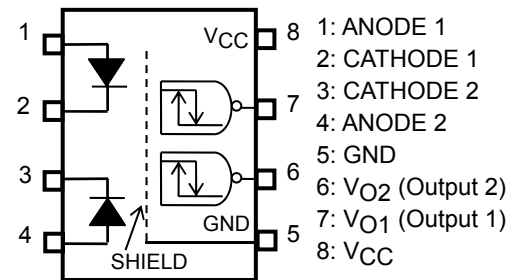 1
2
3
4
V_CC
GND
SHIELD
8
7
6
5
1: ANODE 1
2: CATHODE 1
3: CATHODE 2
4: ANODE 2
5: GND
6: V_O2 (Output 2)
7: V_O1 (Output 1)
8: V_CC